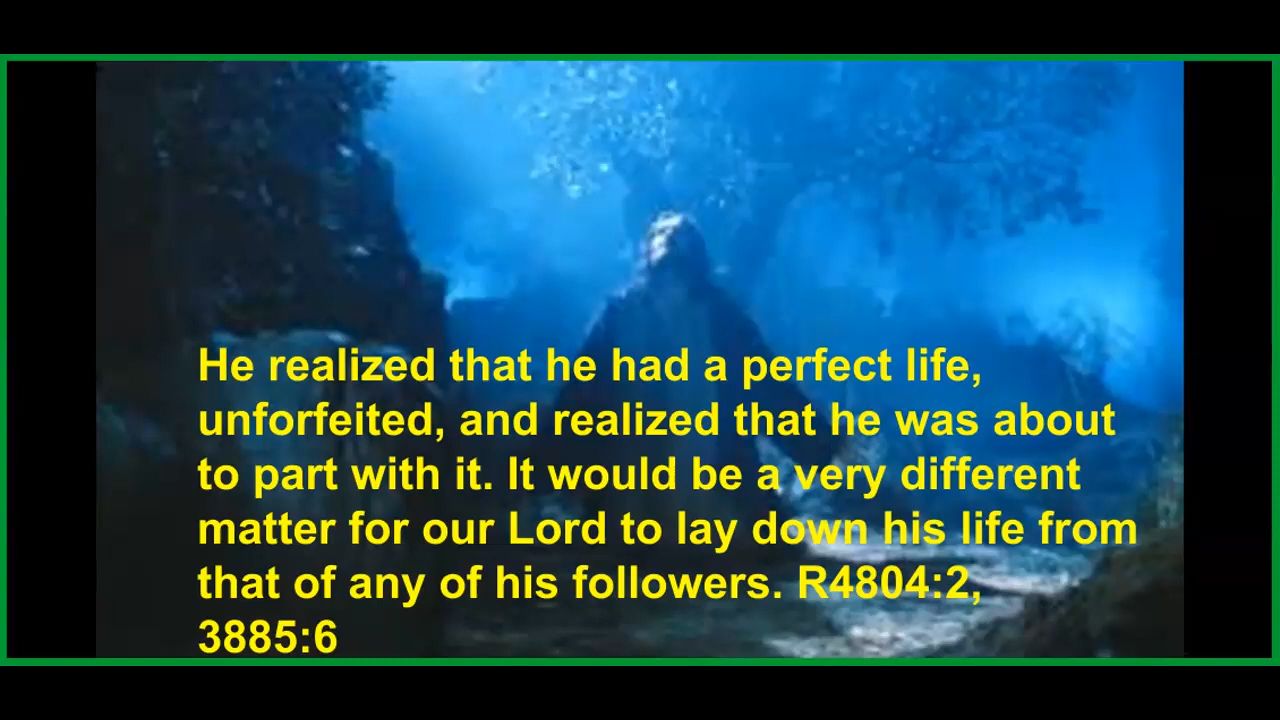 He realized that he had a perfect life,
unforfeited, and realized that he was about
to part with it. It would be a very different
matter for our Lord to lay down his life from
that of any of his followers. R4804:2,
3885:6